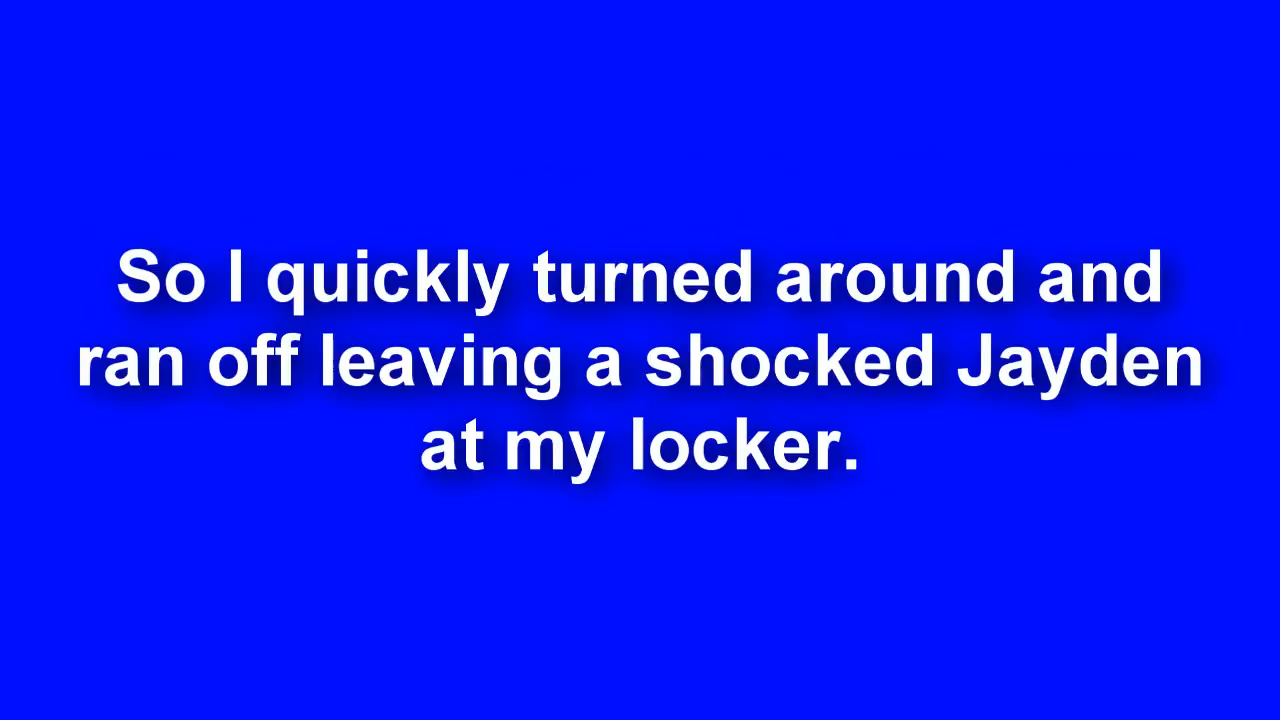 So I quickly turned around and
ran off leaving a shocked Jayden
at my locker.